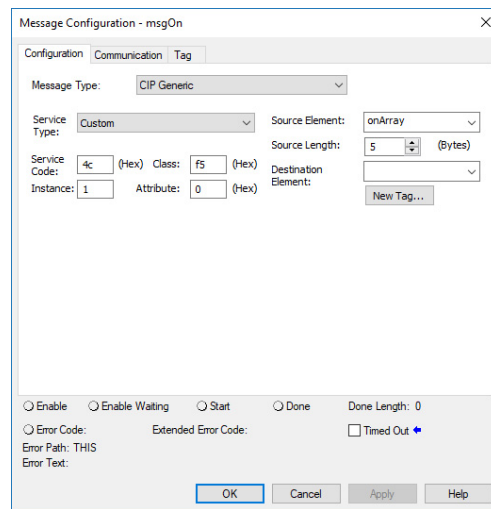 Message Configuration - msgOn
Configuration Communication Tag
Message Type: CIP Generic
Service Type: Custom
Source Element: onArray
Source Length: 5 (Bytes)
Service Code: 4c (Hex) Class: f5 (Hex)
Destination Element:
Instance: 1 Attribute: 0 (Hex)
New Tag...
Enable Enable Waiting Start Done Done Length: 0
Error Code: Extended Error Code: Timed Out
Error Path: THIS
Error Text:
OK Cancel Apply Help